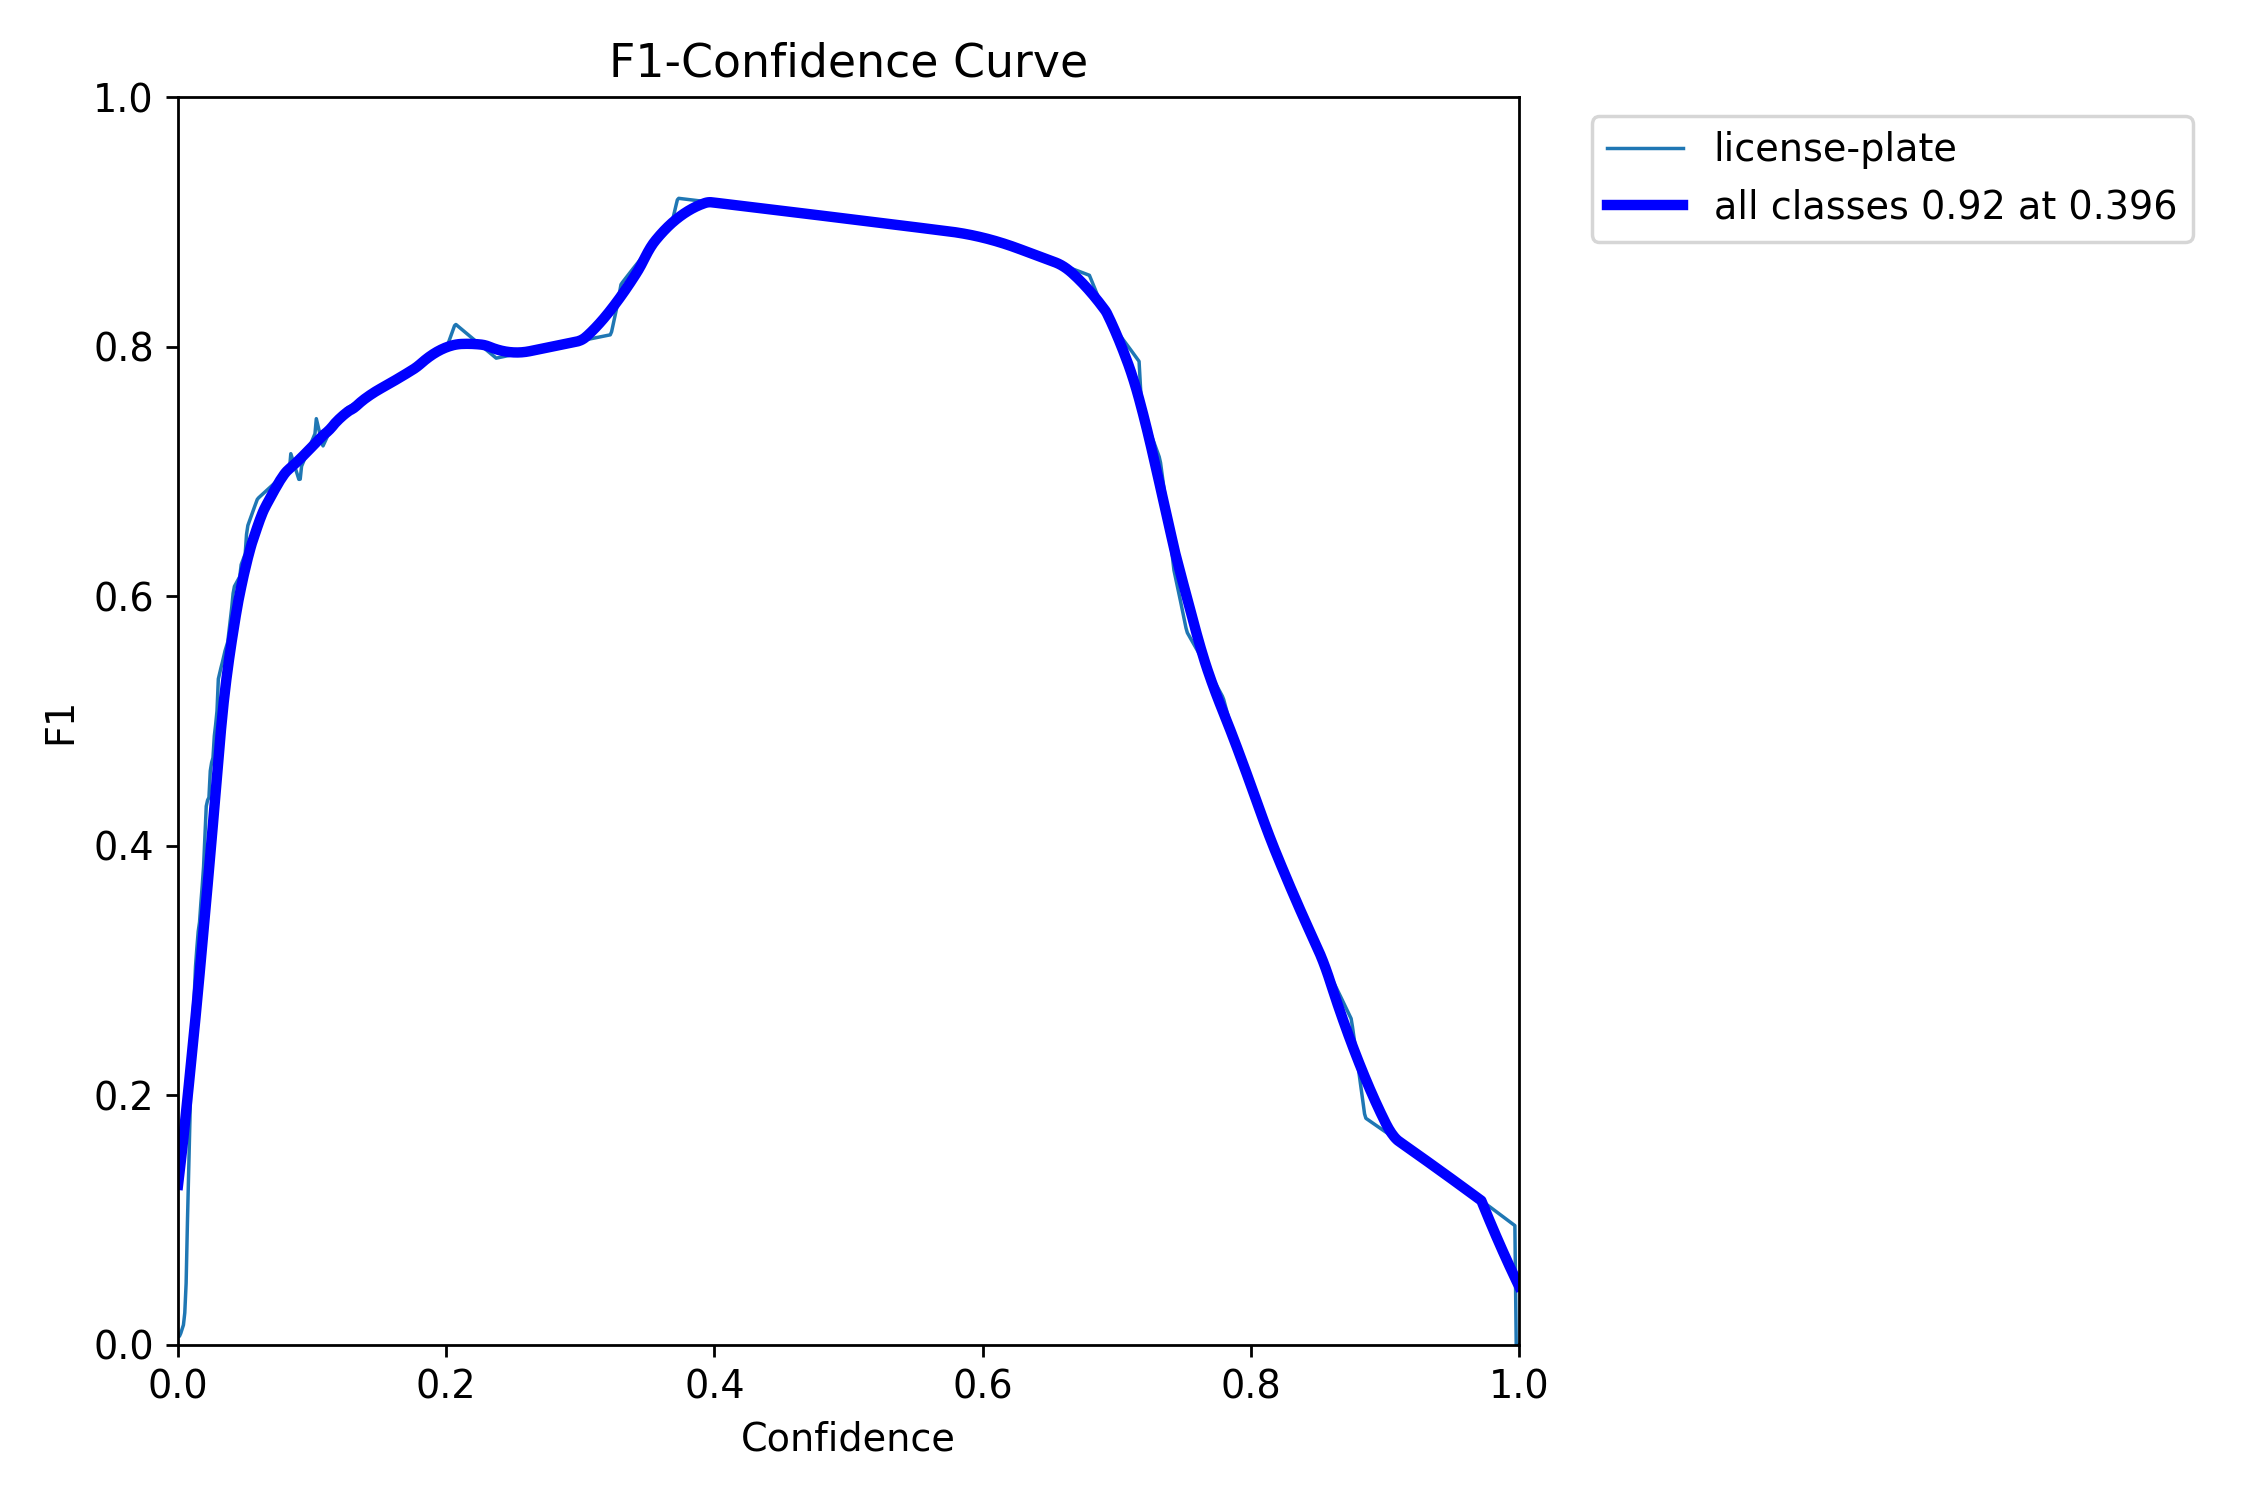 F1-Confidence Curve
1.0
0.8
0.6
0.4
0.2
0.0
F1
0.0 0.2 0.4 0.6 0.8 1.0
Confidence
license-plate
all classes 0.92 at 0.396